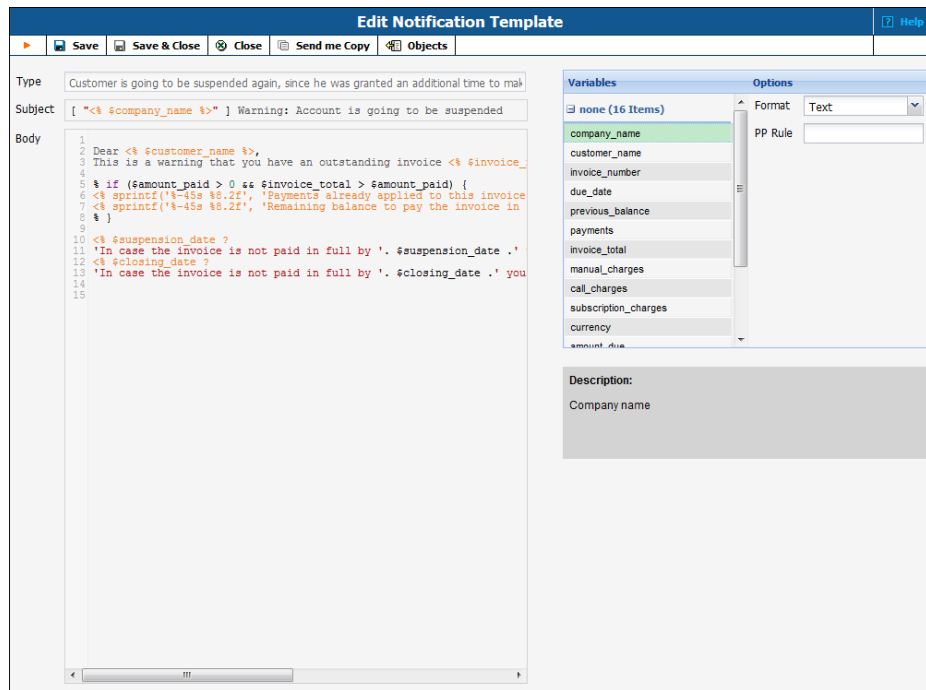 Edit Notification Template
? Help
Save Save & Close Close Send me Copy Objects
Type Customer is going to be suspended again, since he was granted an additional time to mak
Subject [ "<% $company_name %>" ] Warning: Account is going to be suspended
Body
1
2 Dear <% $customer_name %>,
3 This is a warning that you have an outstanding invoice <% $invoice_
4
5 % if ($amount_paid > 0 && $invoice_total > $amount_paid) {
6 <% sprintf('%-45s %8.2f', 'Payments already applied to this invoice
7 <% sprintf('%-45s %8.2f', 'Remaining balance to pay the invoice in
8 % }
9
10 <% $suspension_date ?
11 'In case the invoice is not paid in full by '. $suspension_date .'
12 <% $closing_date ?
13 'In case the invoice is not paid in full by '. $closing_date .' you
14
15
Variables Options
none (16 Items)
company_name
customer_name
invoice_number
due_date
previous_balance
payments
invoice_total
manual_charges
call_charges
subscription_charges
currency
amount_due
Format Text
PP Rule
Description:
Company name